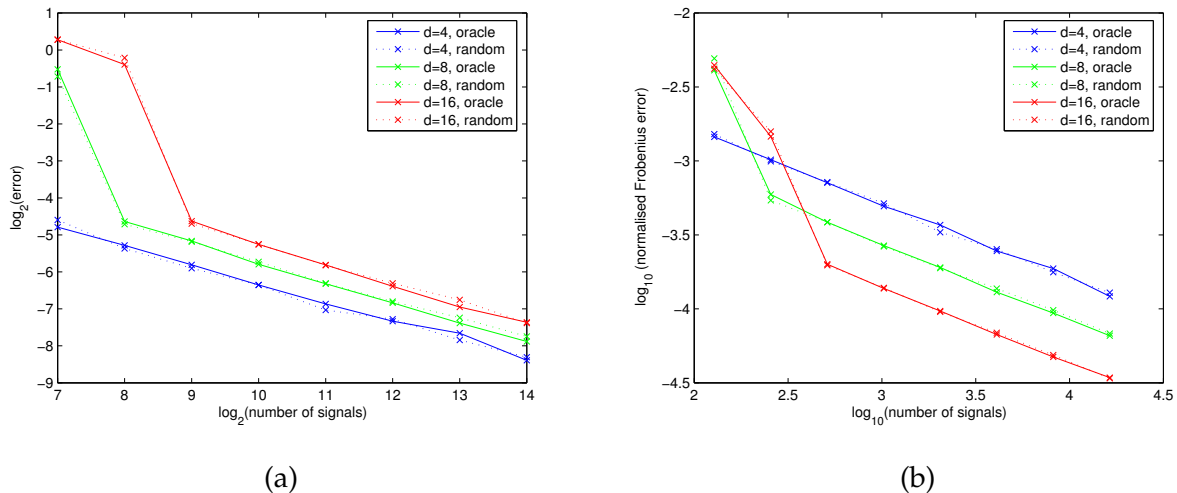 1
0
−1
−2
−3
−4
−5
−6
−7
−8
−9
log2(error)
7 8 9 10 11 12 13 14
log2(number of signals)
d=4, oracle
d=4, random
d=8, oracle
d=8, random
d=16, oracle
d=16, random
(a)
−2
−2.5
−3
−3.5
−4
−4.5
log10 (normalised Frobenius error)
2 2.5 3 3.5 4 4.5
log10(number of signals)
d=4, oracle
d=4, random
d=8, oracle
d=8, random
d=16, oracle
d=16, random
(b)